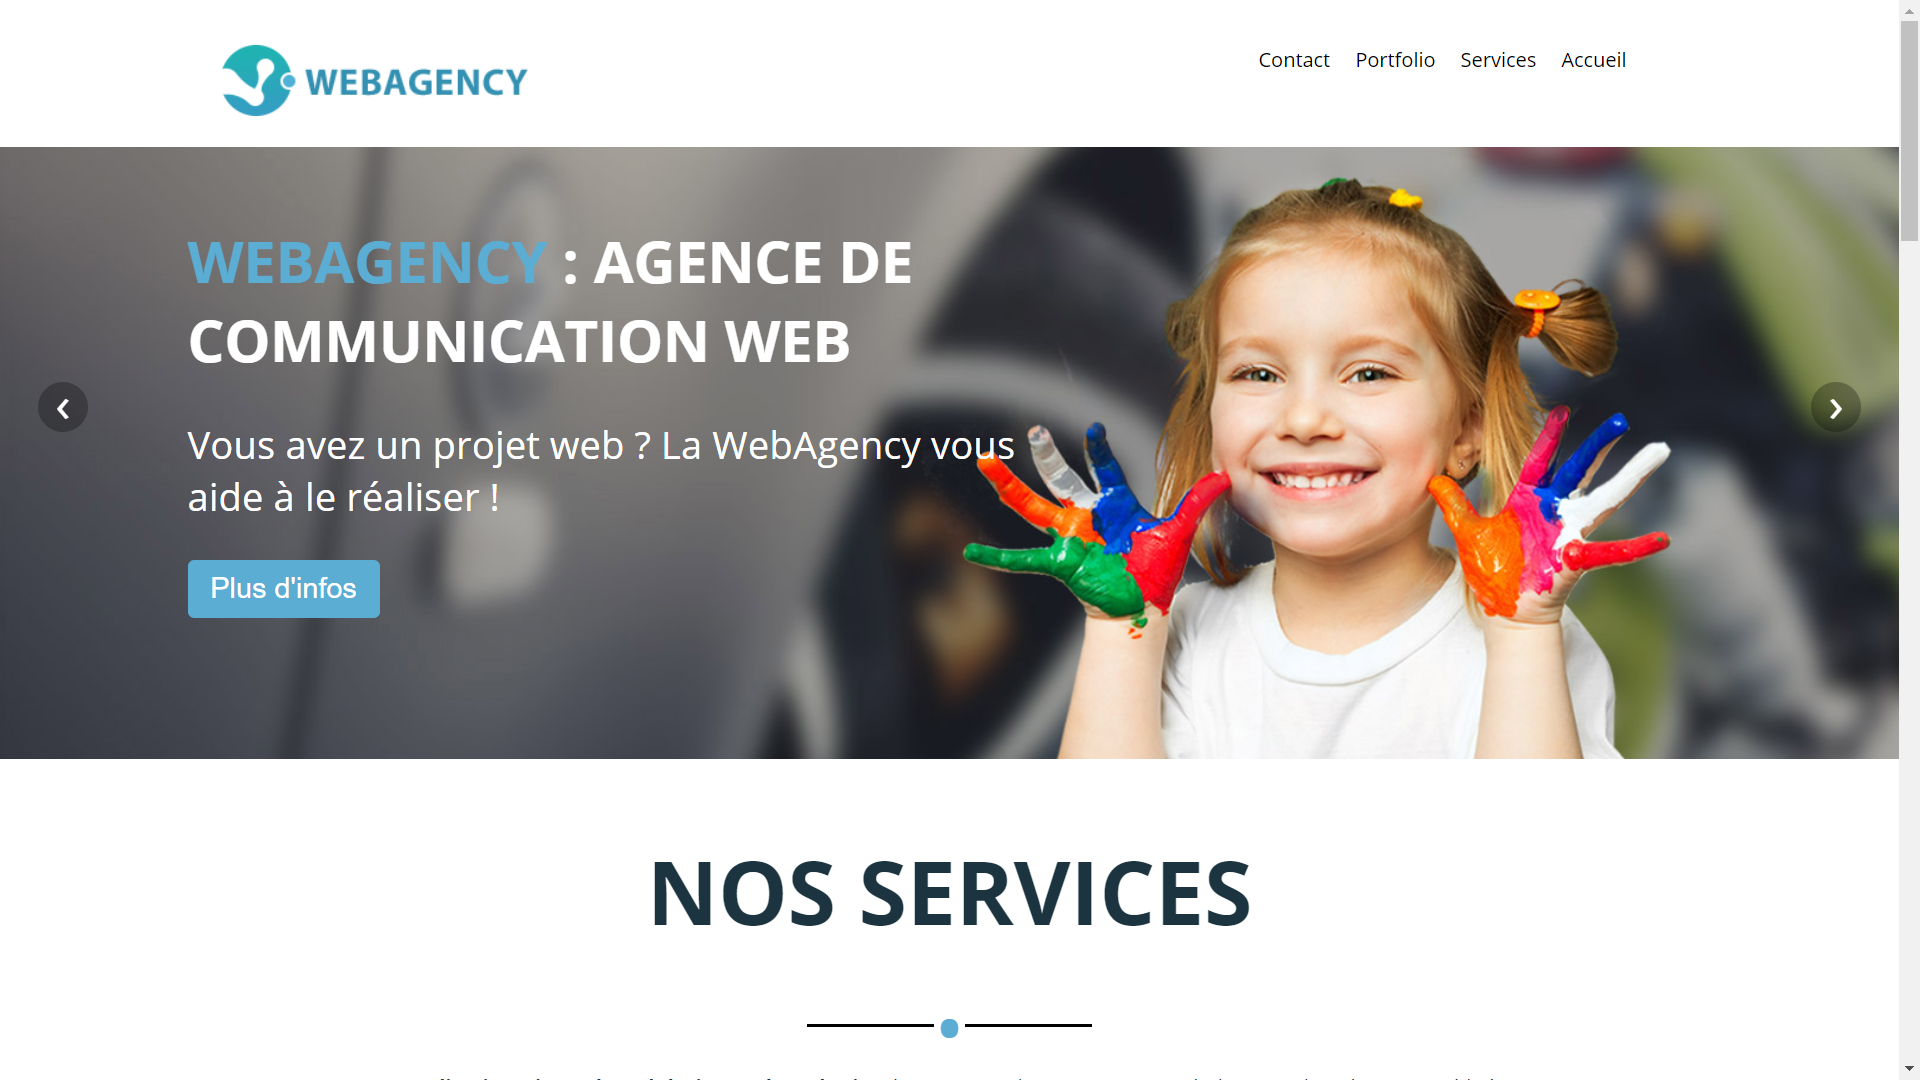 WEBAGENCY
Contact Portfolio Services Accueil
WEBAGENCY : AGENCE DE
COMMUNICATION WEB
Vous avez un projet web ? La WebAgency vous
aide à le réaliser !
Plus d'infos
NOS SERVICES